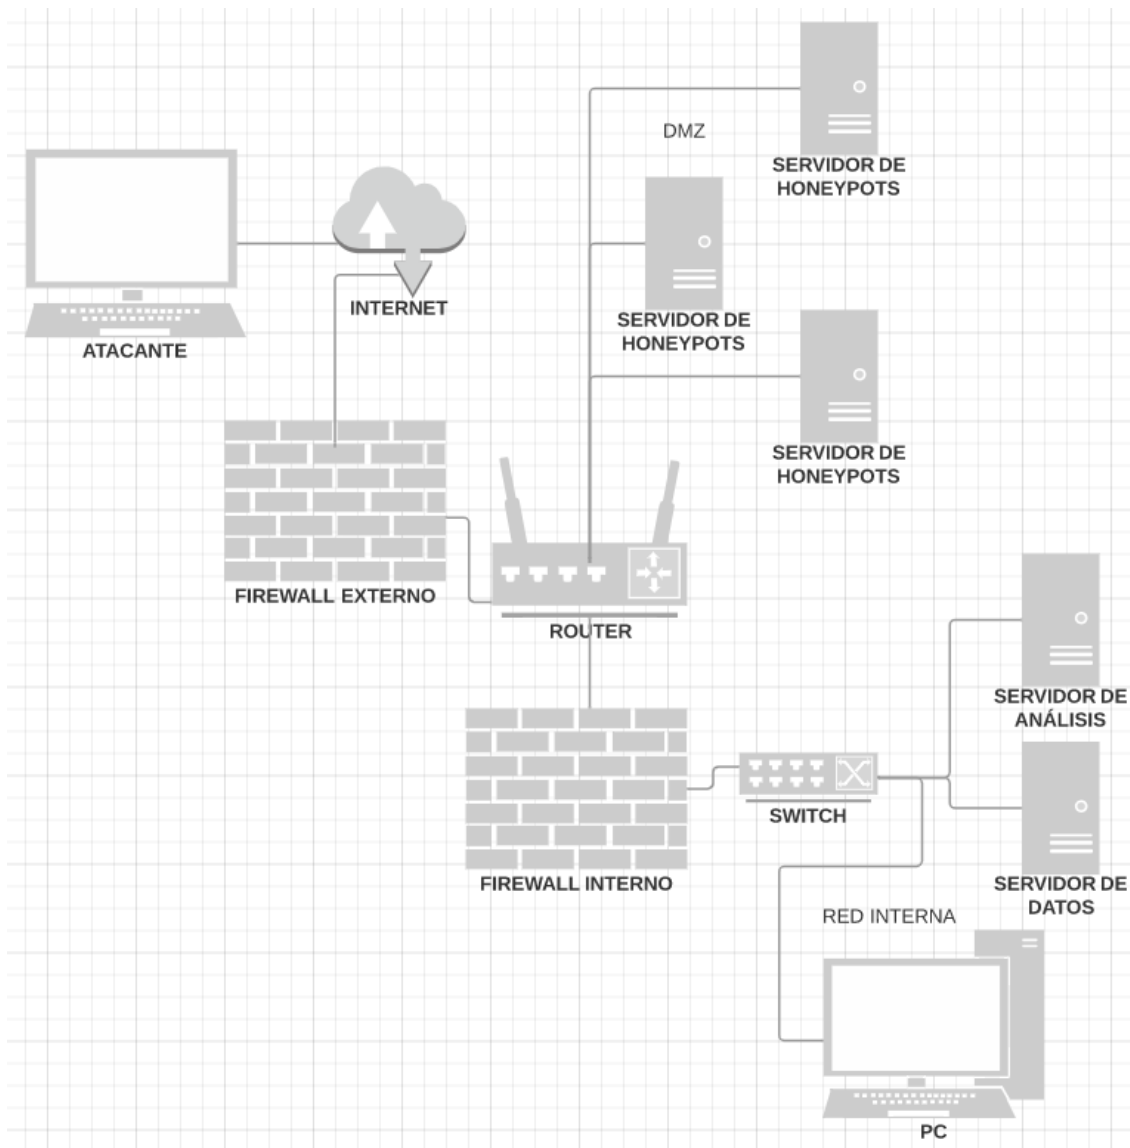 DMZ
SERVIDOR DE
HONEYPOTS
INTERNET
SERVIDOR DE
HONEYPOTS
ATACANTE
SERVIDOR DE
HONEYPOTS
FIREWALL EXTERNO
ROUTER
SERVIDOR DE
ANÁLISIS
SWITCH
FIREWALL INTERNO
SERVIDOR DE
DATOS
RED INTERNA
PC